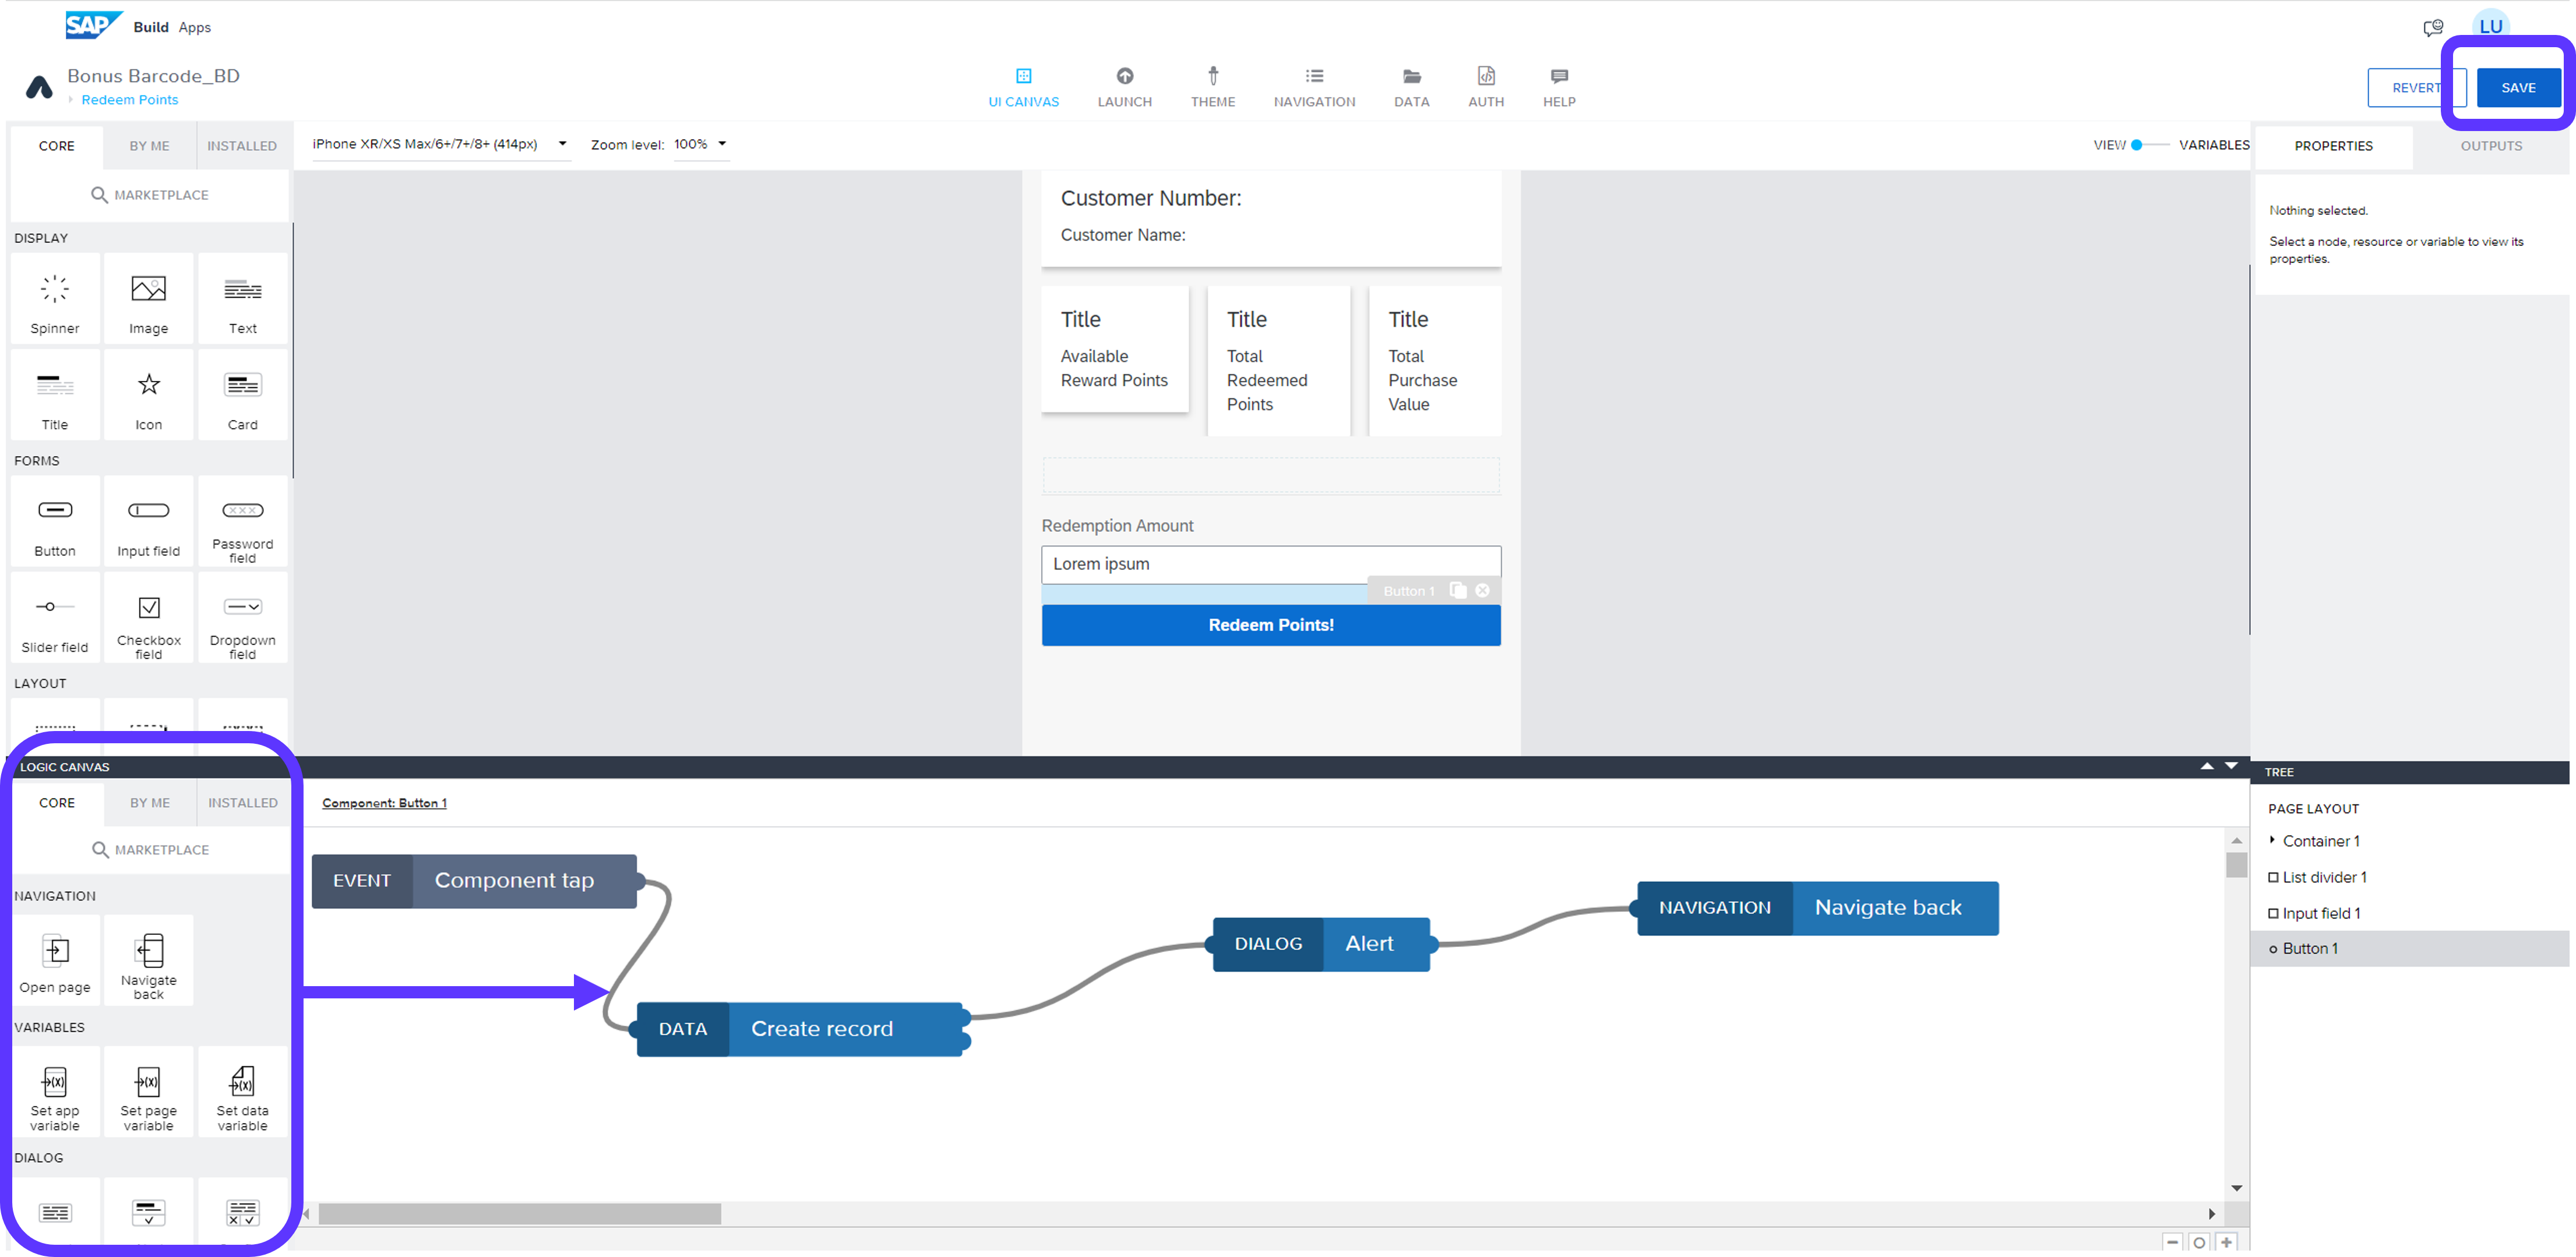 SAP Build Apps
LU
Bonus Barcode_BD
Redeem Points
UI CANVAS
LAUNCH
THEME
NAVIGATION
DATA
AUTH
HELP
REVERT
SAVE
CORE
BY ME
INSTALLED
MARKETPLACE
iPhone XR/XS Max/6+/7+/8+ (414px)
Zoom level: 100%
VIEW
VARIABLES
PROPERTIES
OUTPUTS
Nothing selected.
Select a node, resource or variable to view its
properties.
DISPLAY
Spinner
Image
Text
Title
Icon
Card
FORMS
Button
Input field
Password
field
Slider field
Checkbox
field
Dropdown
field
LAYOUT
Customer Number:
Customer Name:
Title
Available
Reward Points
Title
Total
Redeemed
Points
Title
Total
Purchase
Value
Redemption Amount
Lorem ipsum
Button 1
Redeem Points!
LOGIC CANVAS
CORE
BY ME
INSTALLED
MARKETPLACE
NAVIGATION
Open page
Navigate
back
VARIABLES
Set app
variable
Set page
variable
Set data
variable
DIALOG
Component: Button 1
EVENT Component tap
DATA Create record
DIALOG Alert
NAVIGATION Navigate back
TREE
PAGE LAYOUT
Container 1
List divider 1
Input field 1
Button 1